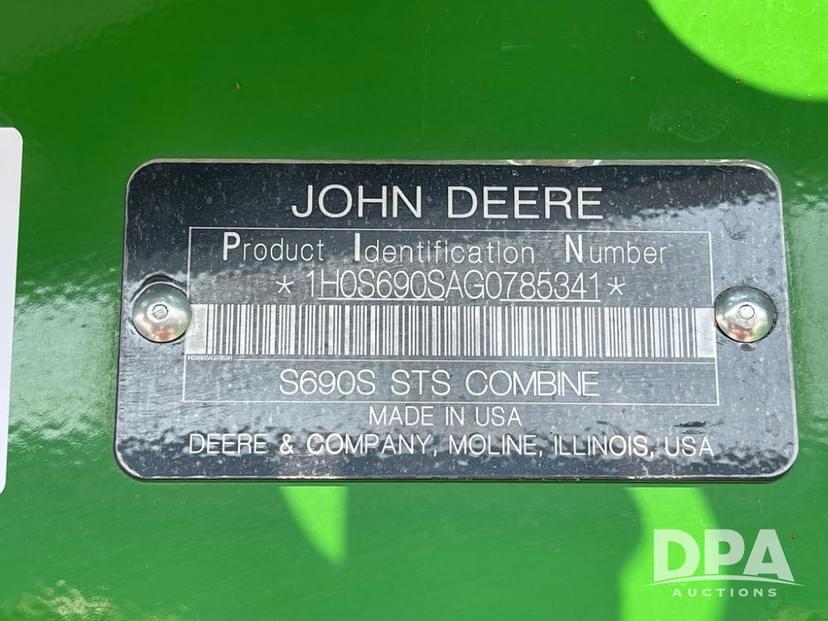 JOHN DEERE
Product Identification Number
*1H0S690SAG0785341*
1H0S690SAG0785341
S690S STS COMBINE
MADE IN USA
DEERE & COMPANY, MOLINE, ILLINOIS, USA
DPA
AUCTIONS